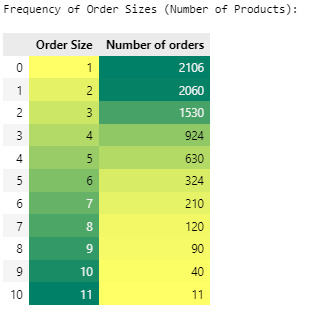 Frequency of Order Sizes (Number of Products):
Order Size Number of orders
0 1 2106
1 2 2060
2 3 1530
3 4 924
4 5 630
5 6 324
6 7 210
7 8 120
8 9 90
9 10 40
10 11 11